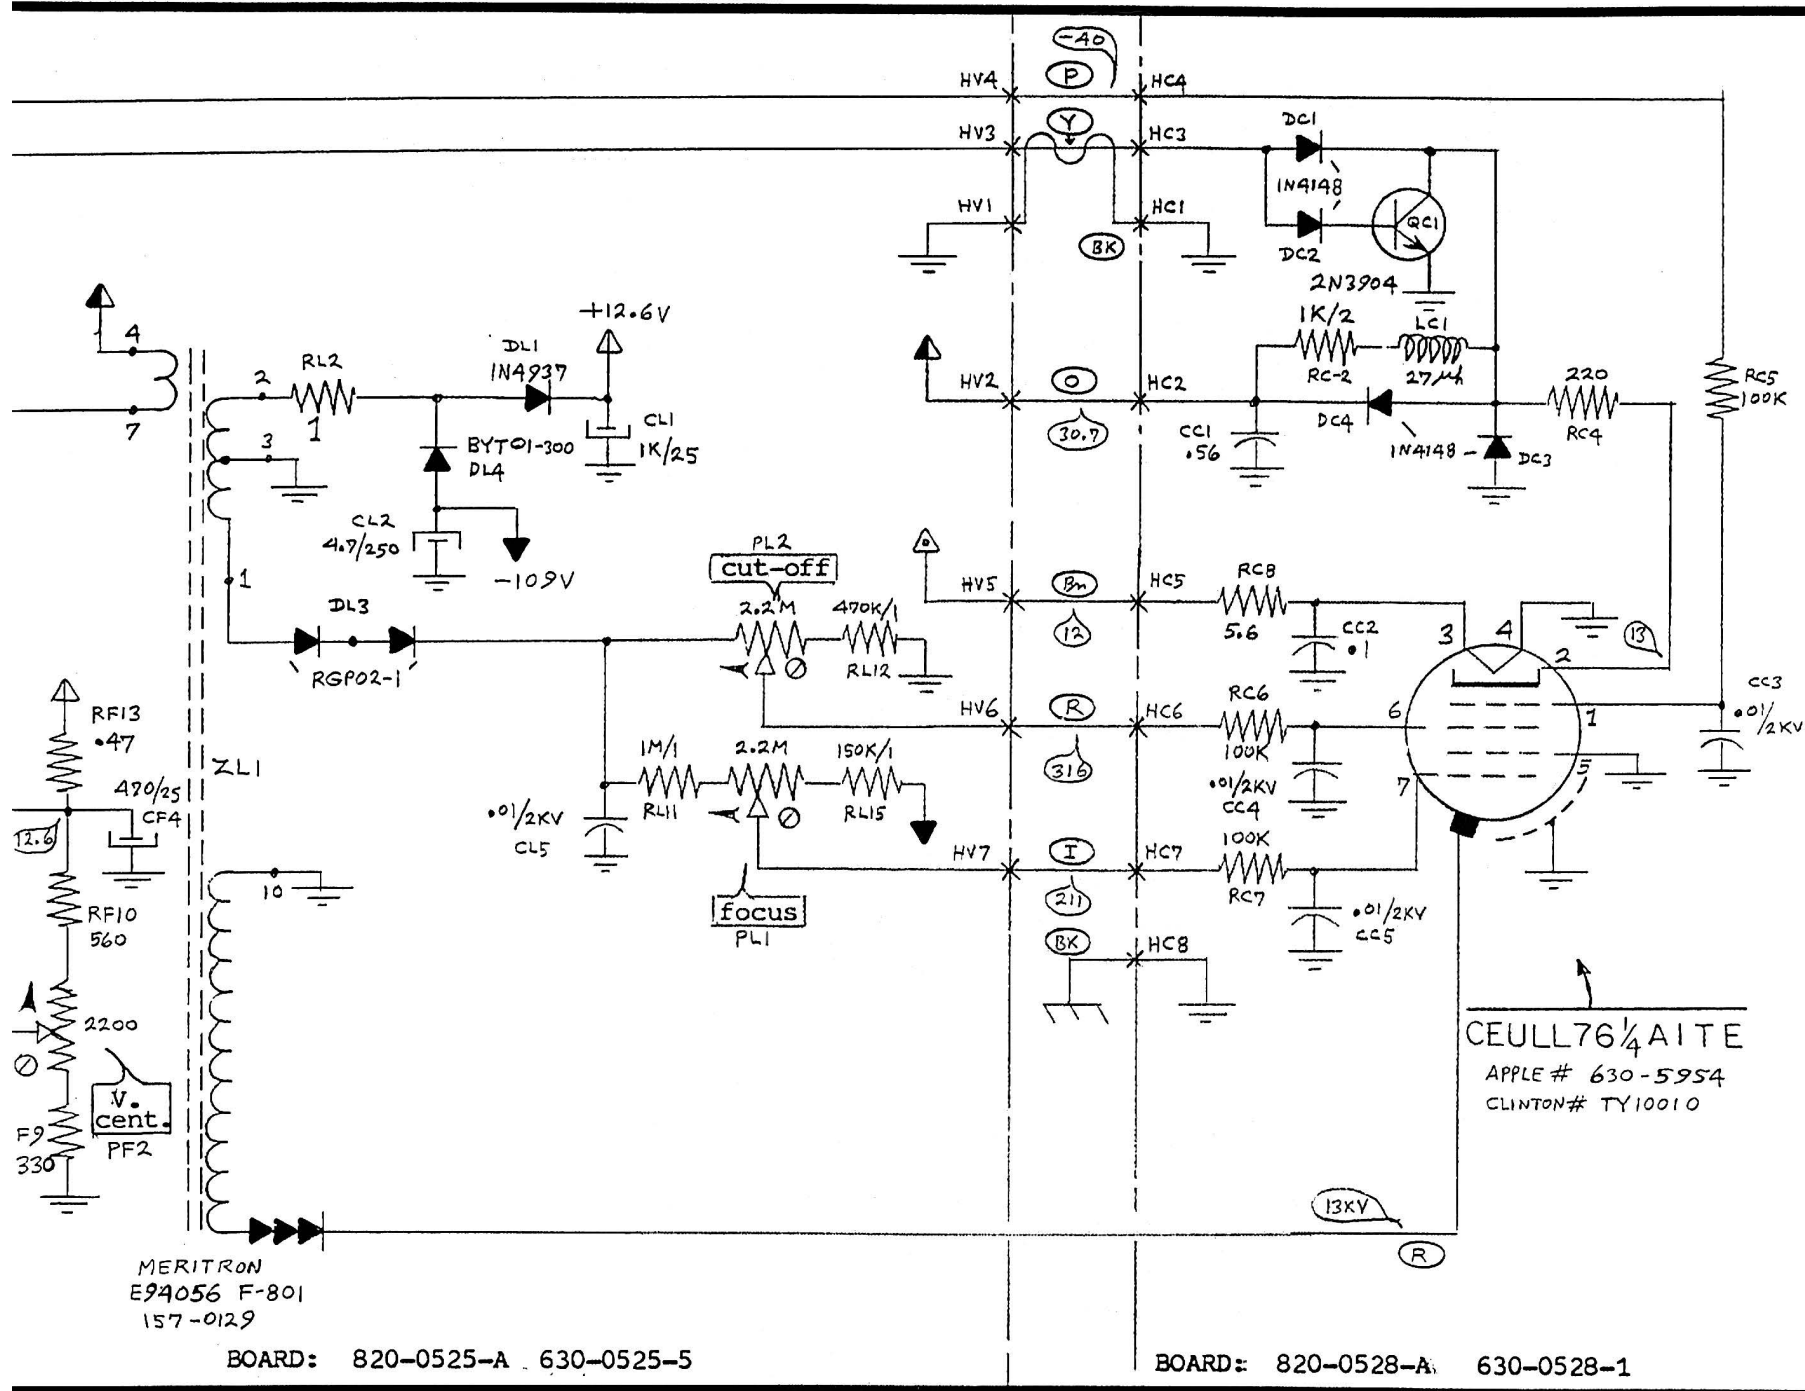 -40
HV4
P
HC4
HV3
Y
HC3
DC1
1N4148
HV1
HC1
BK
DC2
QC1
2N3904
4
7
2
RL2
1
3
DL1
1N4937
+12.6V
CL1
1K/25
BYT01-300
DL4
CL2
4.7/250
-109V
1K/2
LC1
RC-2
27µh
HV2
O
HC2
30.7
DC4
CC1
.56
1N4148
DC3
220
RC4
RC5
100K
1
DL3
RGP02-1
PL2
cut-off
2.2M
470K/1
RL12
HV5
Bn
HC5
12
RC8
5.6
CC2
.1
3
4
2
13
HV6
R
HC6
316
RC6
100K
6
1
CC3
.01/2KV
5
7
.01/2KV
CC4
RF13
.47
ZL1
470/25
CF4
12.6
1M/1
2.2M
150K/1
RL11
RL15
.01/2KV
CL5
HV7
I
HC7
211
100K
RC7
.01/2KV
CC5
focus
PL1
BK
HC8
10
RF10
560
2200
V.
cent.
PF2
F9
330
CEULL76¼AITE
APPLE # 630-5954
CLINTON# TY10010
13KV
R
MERITRON
E94056 F-801
157-0129
BOARD: 820-0525-A 630-0525-5
BOARD: 820-0528-A 630-0528-1